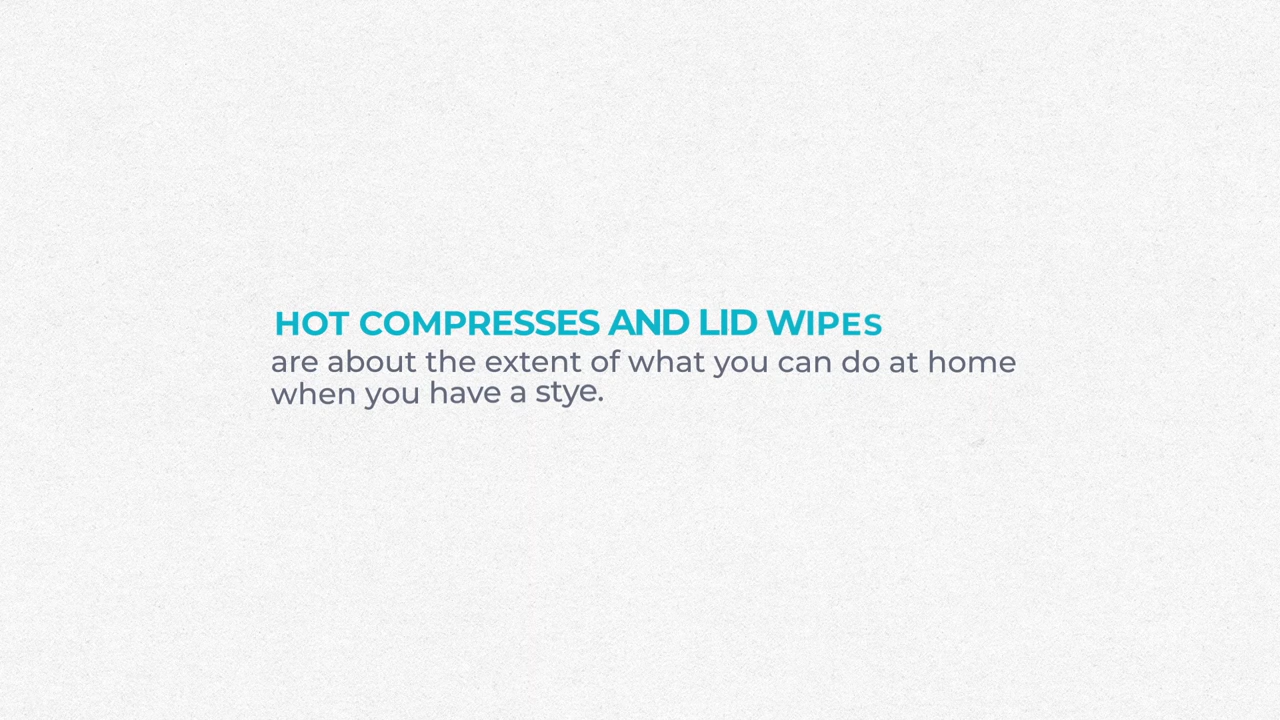 HOT COMPRESSES AND LID WIPES
are about the extent of what you can do at home
when you have a stye.